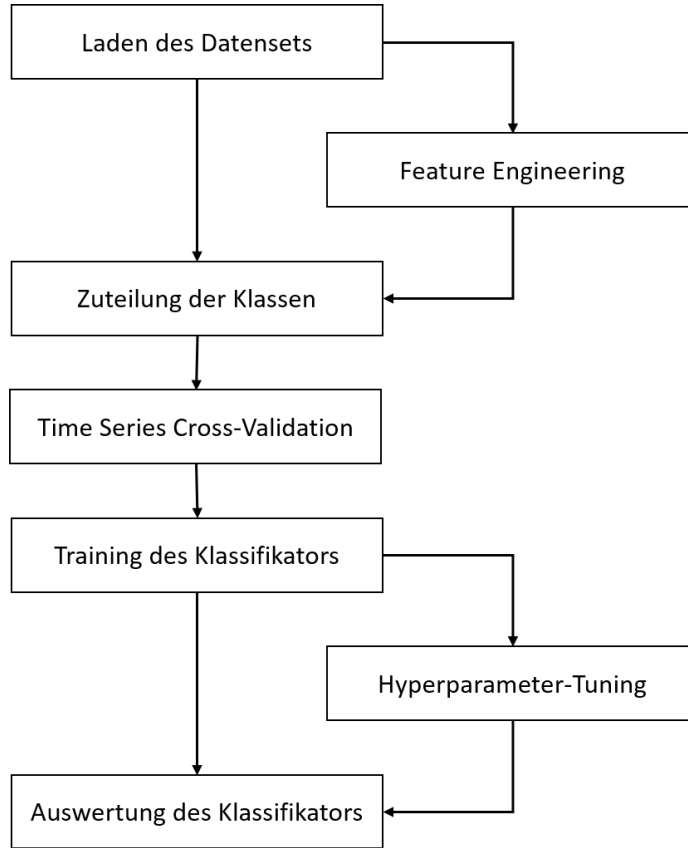 Laden des Datensets
Feature Engineering
Zuteilung der Klassen
Time Series Cross-Validation
Training des Klassifikators
Hyperparameter-Tuning
Auswertung des Klassifikators